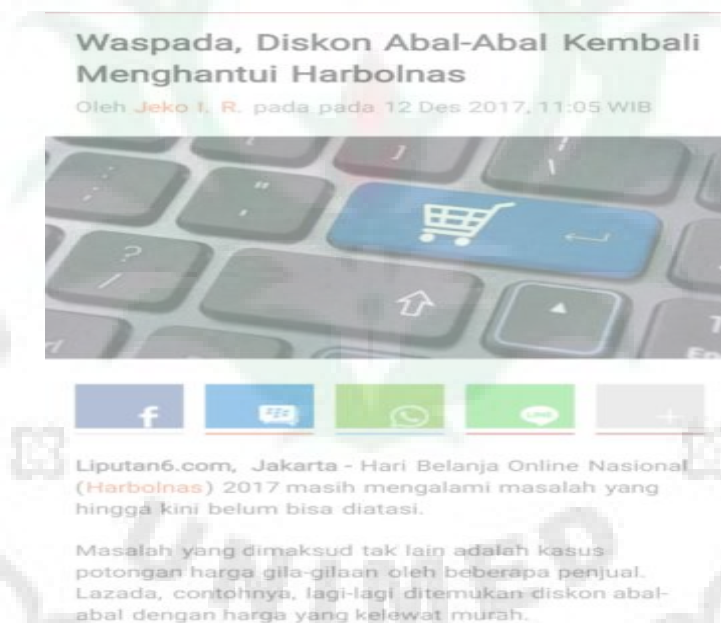 Waspada, Diskon Abal-Abal Kembali
Menghantui Harbolnas
Oleh Jeko I. R. pada pada 12 Des 2017, 11:05 WIB
Liputan6.com, Jakarta - Hari Belanja Online Nasional
(Harbolnas) 2017 masih mengalami masalah yang
hingga kini belum bisa diatasi.
Masalah yang dimaksud tak lain adalah kasus
potongan harga gila-gilaan oleh beberapa penjual.
Lazada, contohnya, lagi-lagi ditemukan diskon abal-
abal dengan harga yang kelewat murah.
UNIMED